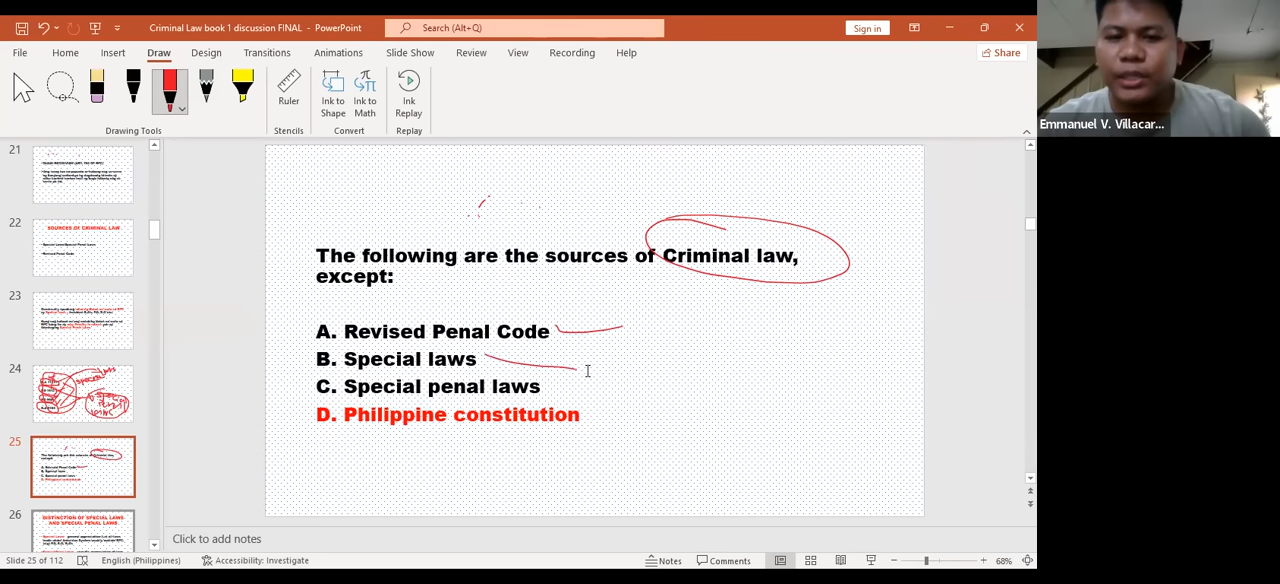 Criminal Law book 1 discussion FINAL - PowerPoint
Search (Alt+Q)
Sign in
File Home Insert Draw Design Transitions Animations Slide Show Review View Recording Help
Share
Ruler
Ink to Shape
Ink to Math
Ink Replay
Drawing Tools
Stencils
Convert
Replay
Emmanuel V. Villacar...
21
22
SOURCES OF CRIMINAL LAW
23
24
25
26
DISTINCTION OF SPECIAL LAWS
AND SPECIAL PENAL LAWS
The following are the sources of Criminal law,
except:
A. Revised Penal Code
B. Special laws
C. Special penal laws
D. Philippine constitution
Click to add notes
Slide 25 of 112
English (Philippines)
Accessibility: Investigate
Notes
Comments
68%